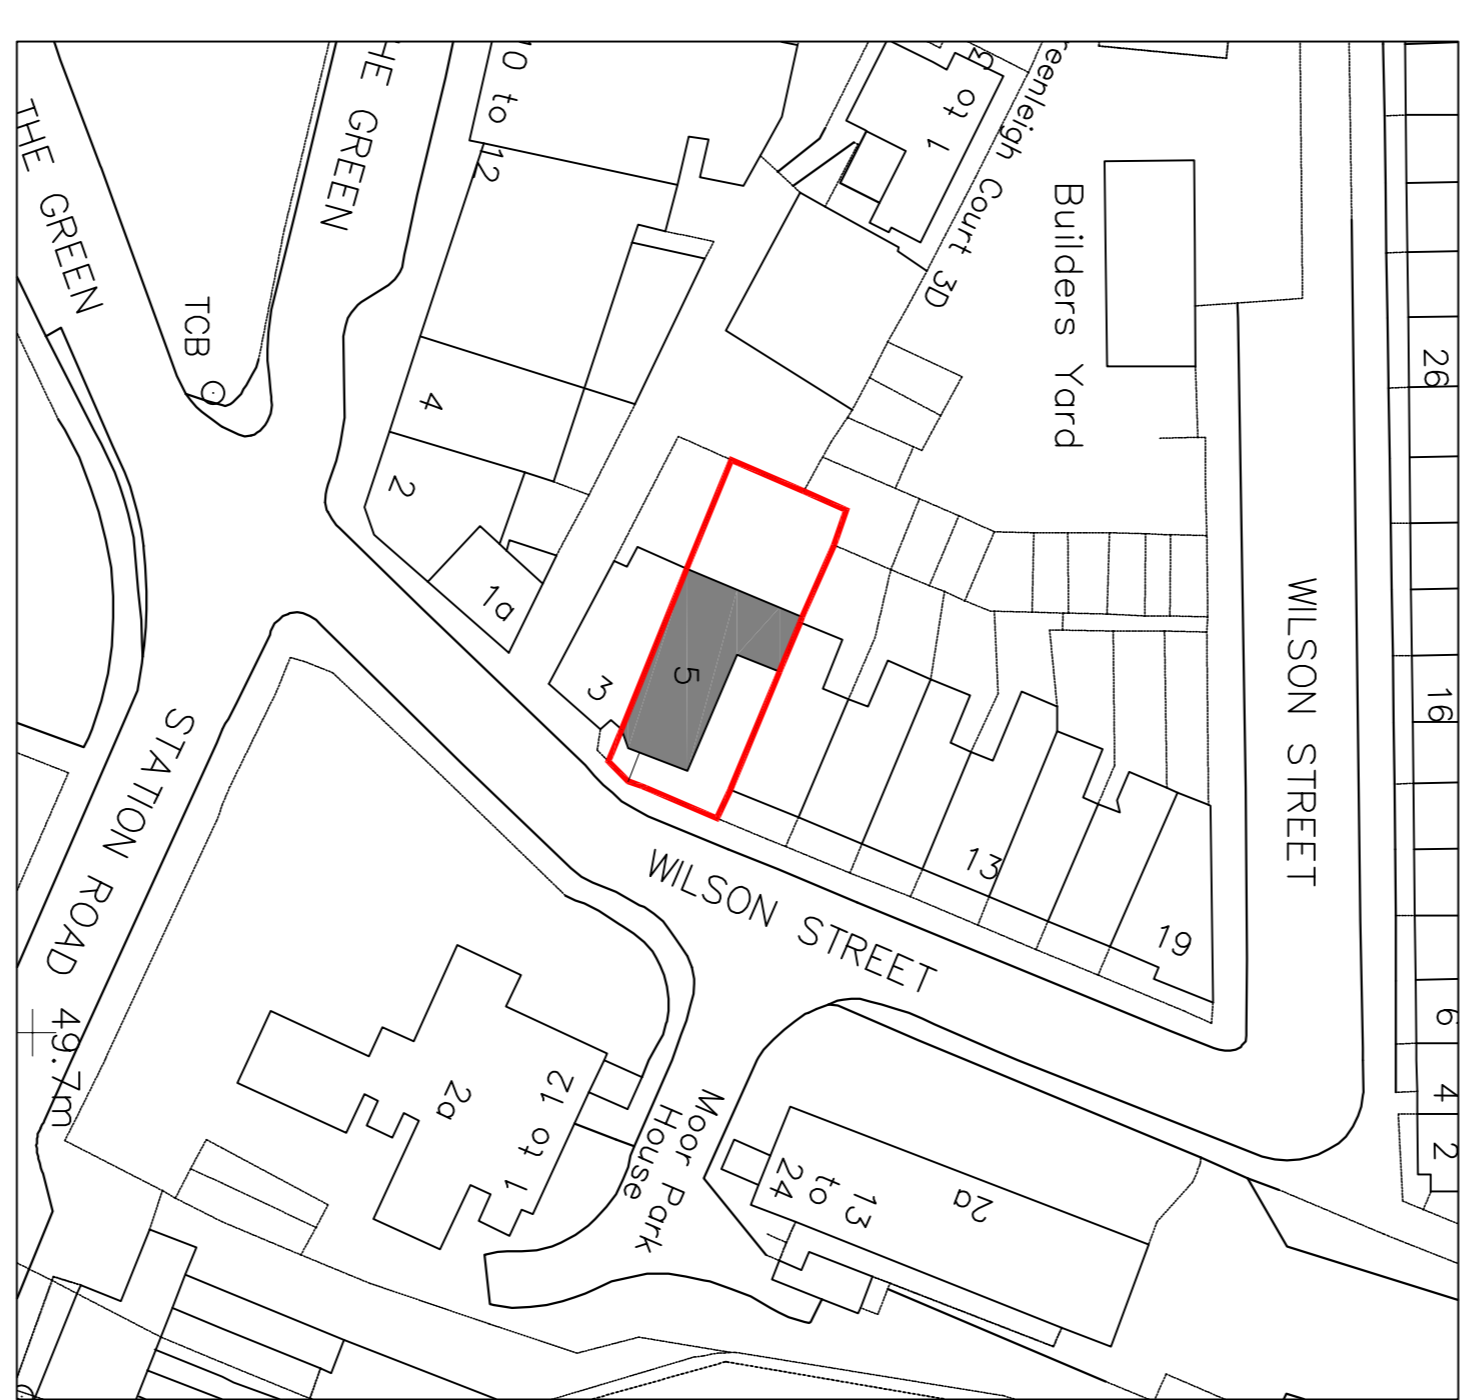 THE GREEN
THE GREEN
TCB
10 to 12
4
2
1a
3
5
1 to
Greenleigh Court 3D
Builders Yard
WILSON STREET
26
16
6
4
2
13
19
WILSON STREET
STATION ROAD
49.7m
2a
1 to 12
Moor Park
House
2a
13
to
24